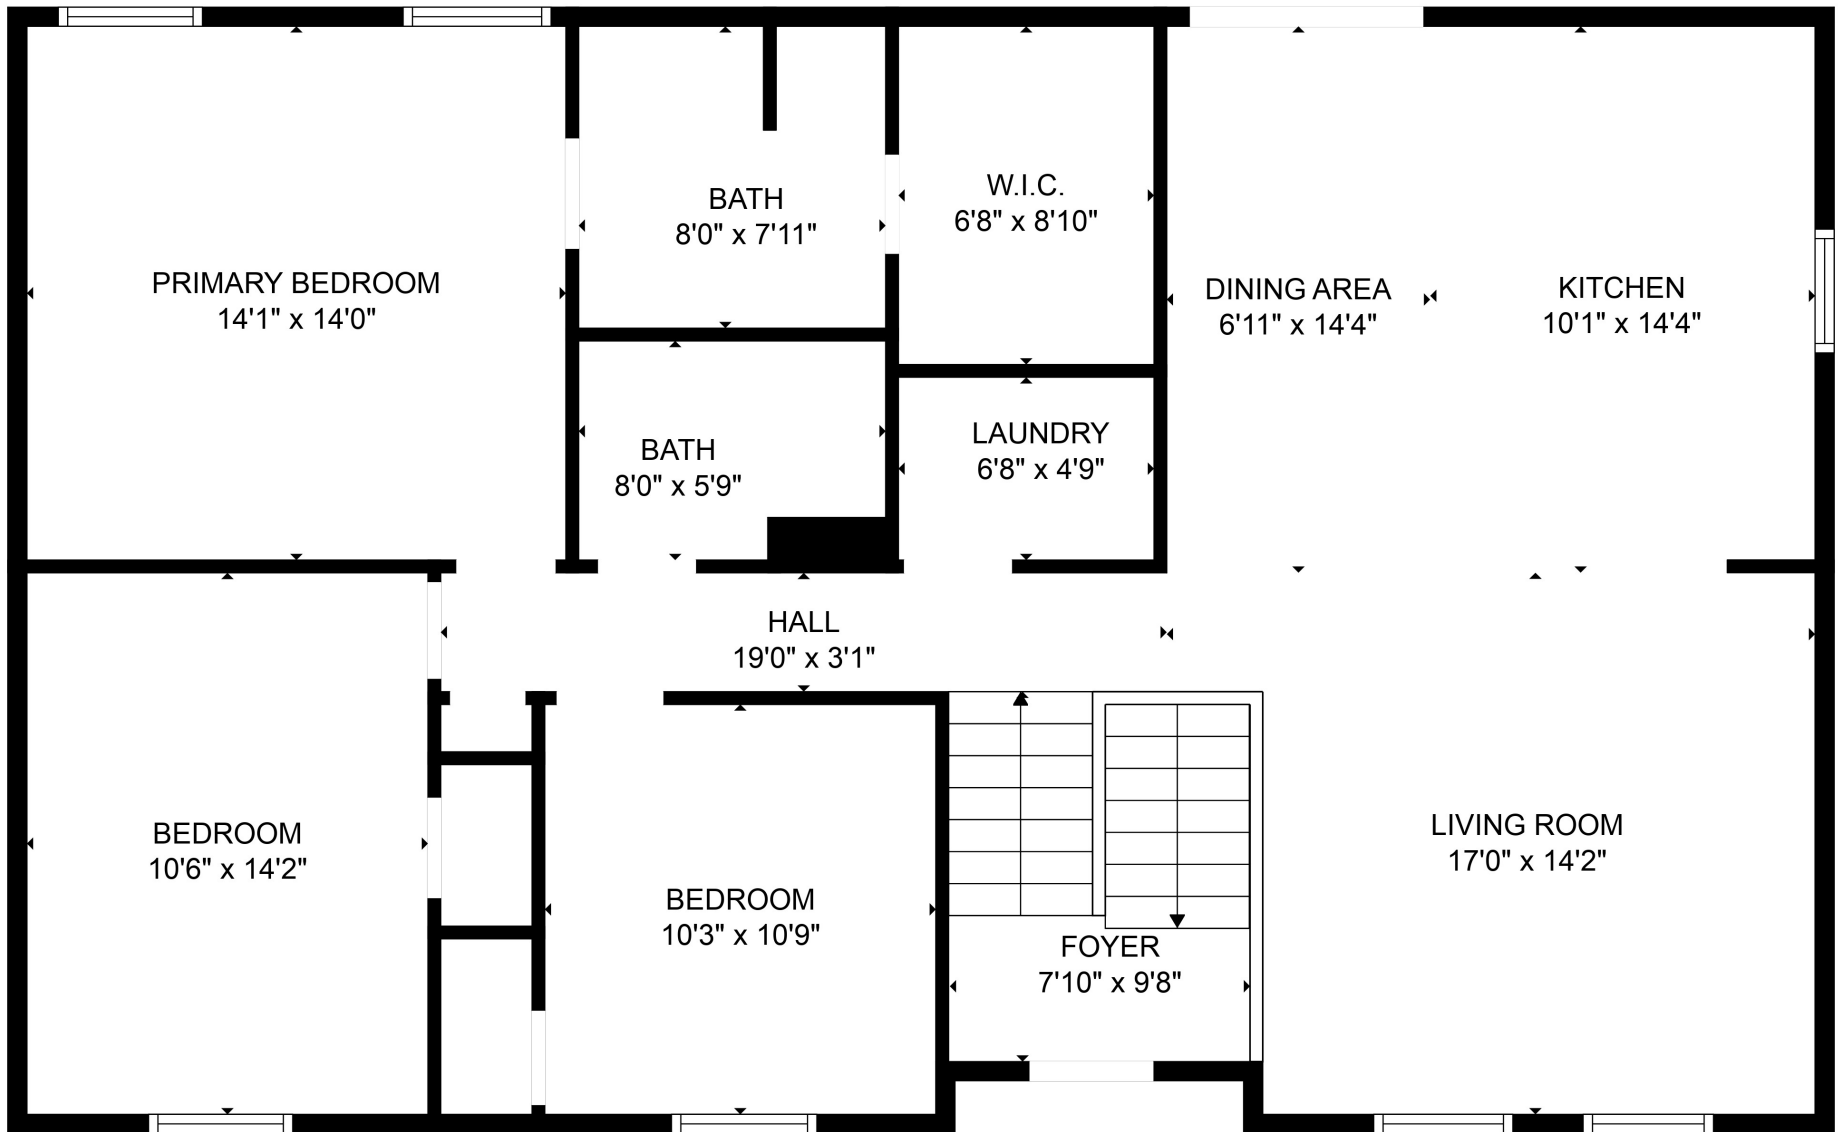 PRIMARY BEDROOM
14'1" x 14'0"
BATH
8'0" x 7'11"
W.I.C.
6'8" x 8'10"
DINING AREA
6'11" x 14'4"
KITCHEN
10'1" x 14'4"
BATH
8'0" x 5'9"
LAUNDRY
6'8" x 4'9"
HALL
19'0" x 3'1"
BEDROOM
10'6" x 14'2"
BEDROOM
10'3" x 10'9"
FOYER
7'10" x 9'8"
LIVING ROOM
17'0" x 14'2"